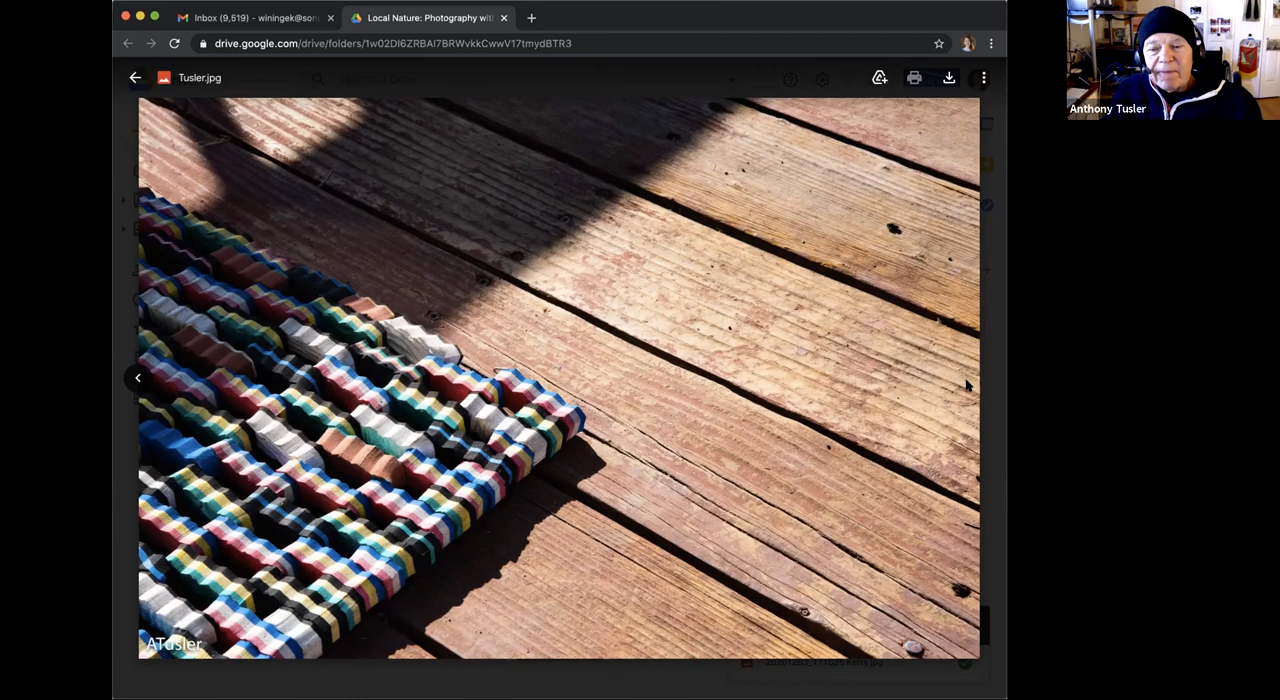 Inbox (9,519) - winingek@son
Local Nature: Photography wit
drive.google.com/drive/folders/1w02DI6ZRBAI7BRWvkkCwwV17tmydBTR3
Tusler.jpg
Anthony Tusler
ATusler